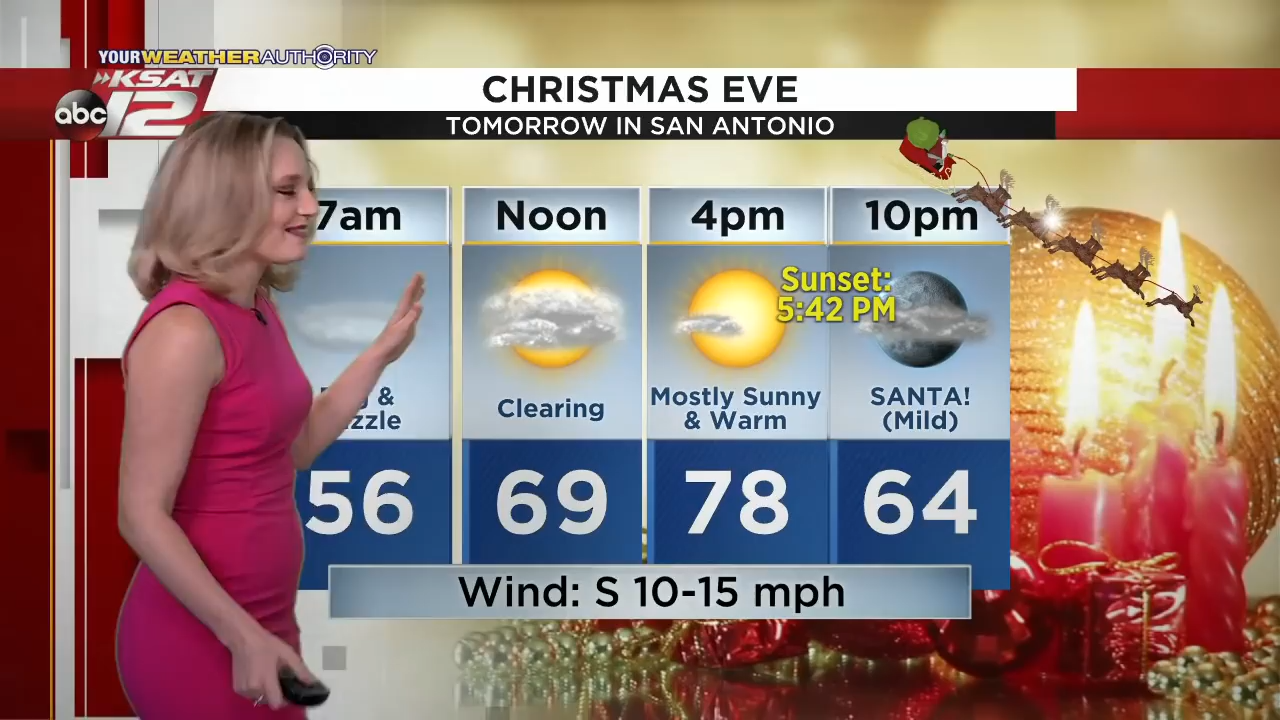 YOUR WEATHER AUTHORITY
KSAT
abc 12
CHRISTMAS EVE
TOMORROW IN SAN ANTONIO
7am
Noon
4pm
10pm
Sunset:
5:42 PM
&
Clearing
Mostly Sunny
& Warm
SANTA!
(Mild)
56
69
78
64
Wind: S 10-15 mph